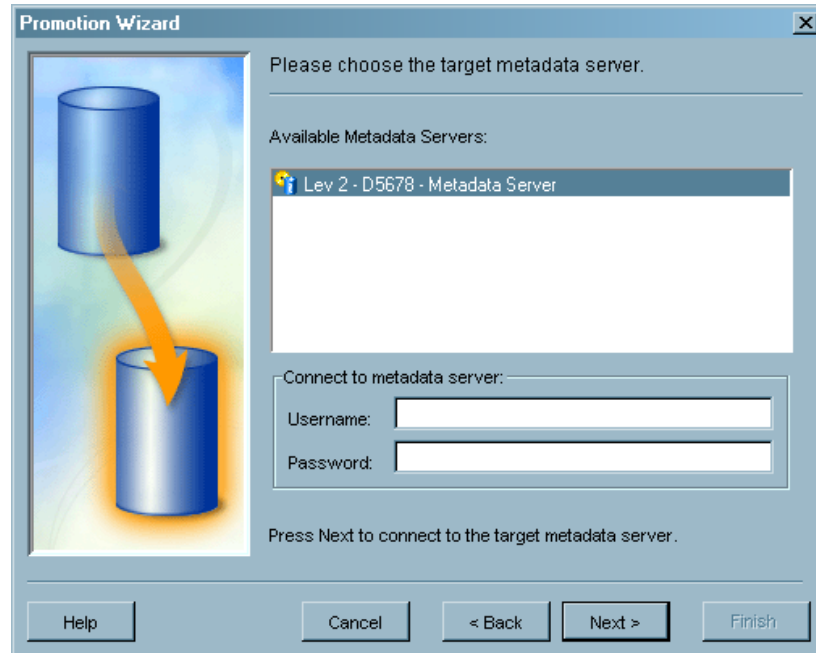 Promotion Wizard
Please choose the target metadata server.
Available Metadata Servers:
Lev 2 - D5678 - Metadata Server
Connect to metadata server:
Username:
Password:
Press Next to connect to the target metadata server.
Help
Cancel
< Back
Next >
Finish